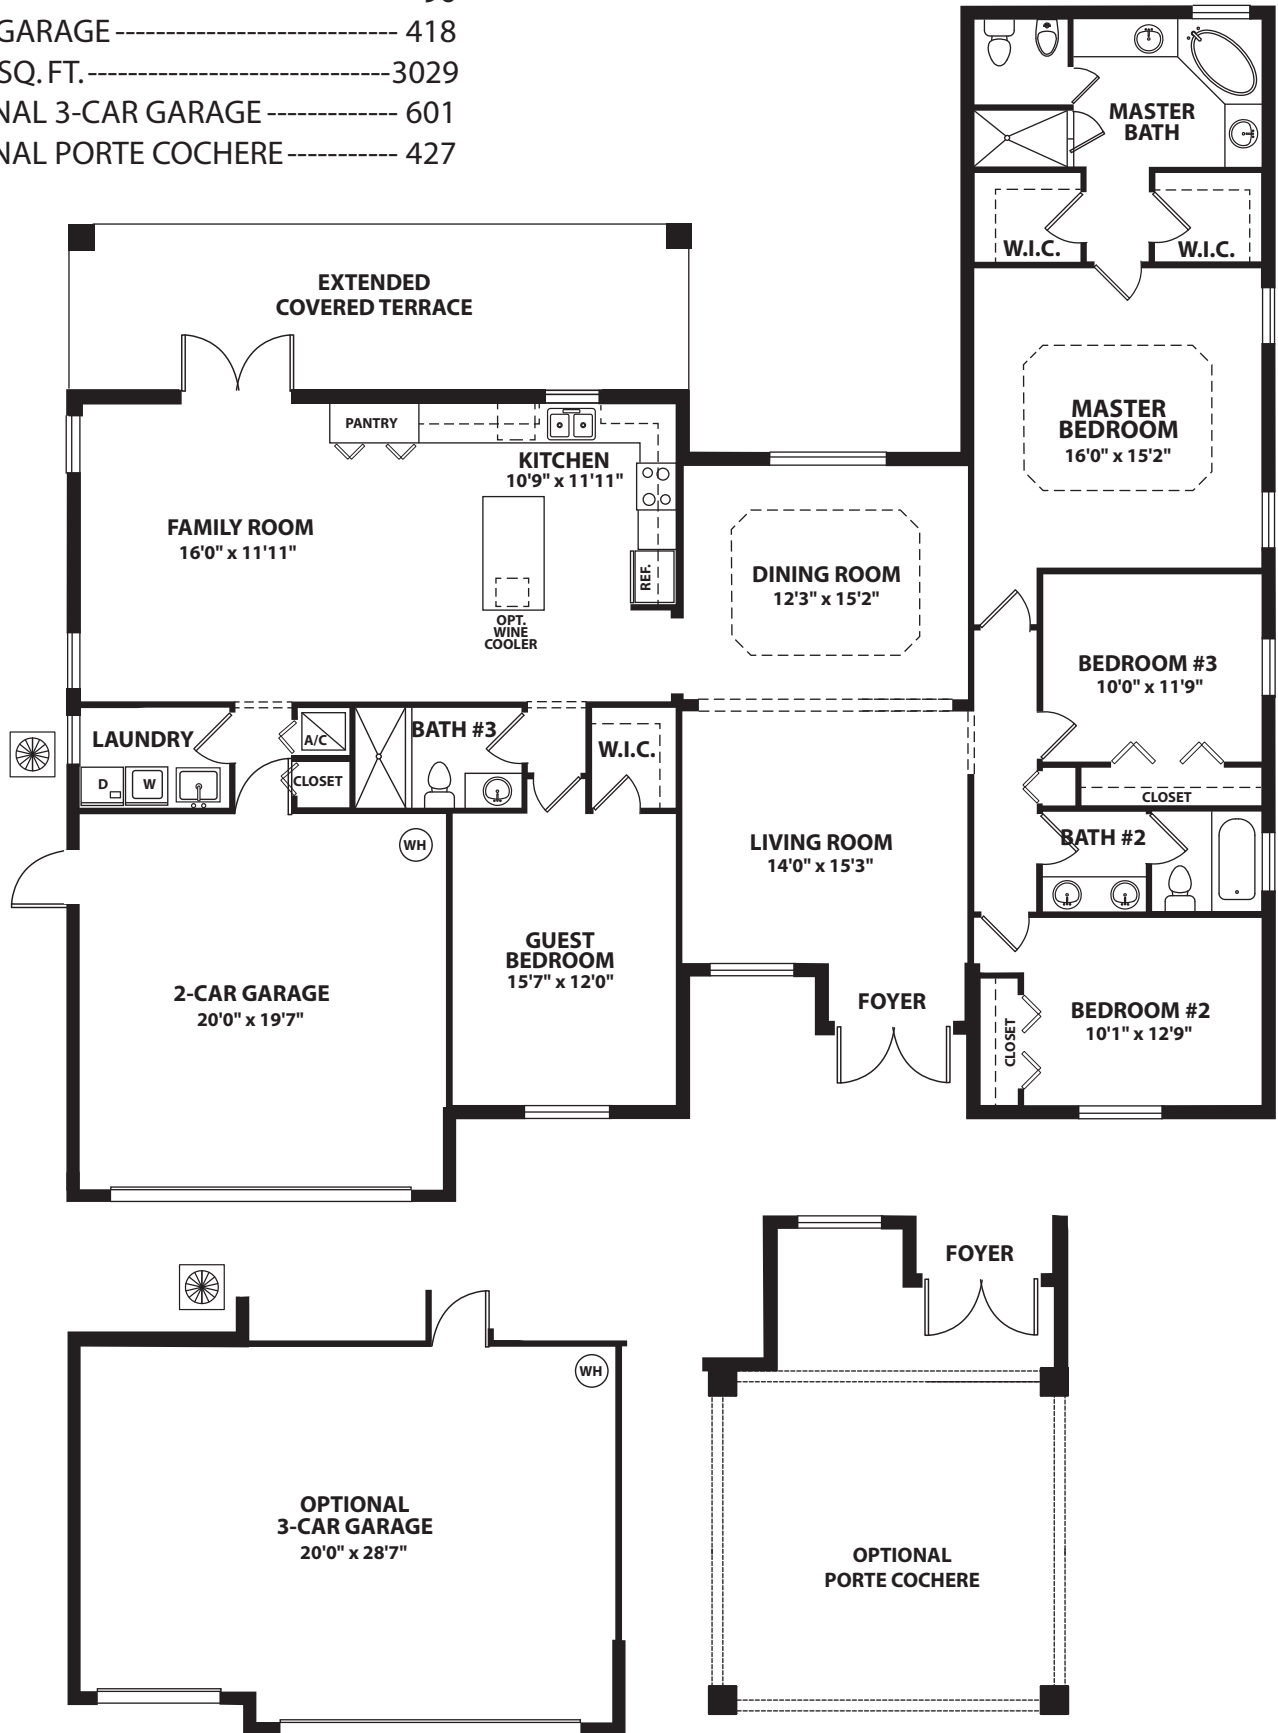 GARAGE---------------------------- 418
SQ. FT.------------------------------3029
NAL 3-CAR GARAGE------------- 601
NAL PORTE COCHERE----------- 427
MASTER
BATH
W.I.C.
W.I.C.
EXTENDED
COVERED TERRACE
MASTER
BEDROOM
16'0" x 15'2"
PANTRY
KITCHEN
10'9" x 11'11"
FAMILY ROOM
16'0" x 11'11"
REF.
OPT.
WINE
COOLER
DINING ROOM
12'3" x 15'2"
BEDROOM #3
10'0" x 11'9"
CLOSET
LAUNDRY
D
W
A/C
CLOSET
BATH #3
W.I.C.
WH
LIVING ROOM
14'0" x 15'3"
BATH #2
GUEST
BEDROOM
15'7" x 12'0"
2-CAR GARAGE
20'0" x 19'7"
FOYER
CLOSET
BEDROOM #2
10'1" x 12'9"
FOYER
WH
OPTIONAL
3-CAR GARAGE
20'0" x 28'7"
OPTIONAL
PORTE COCHERE